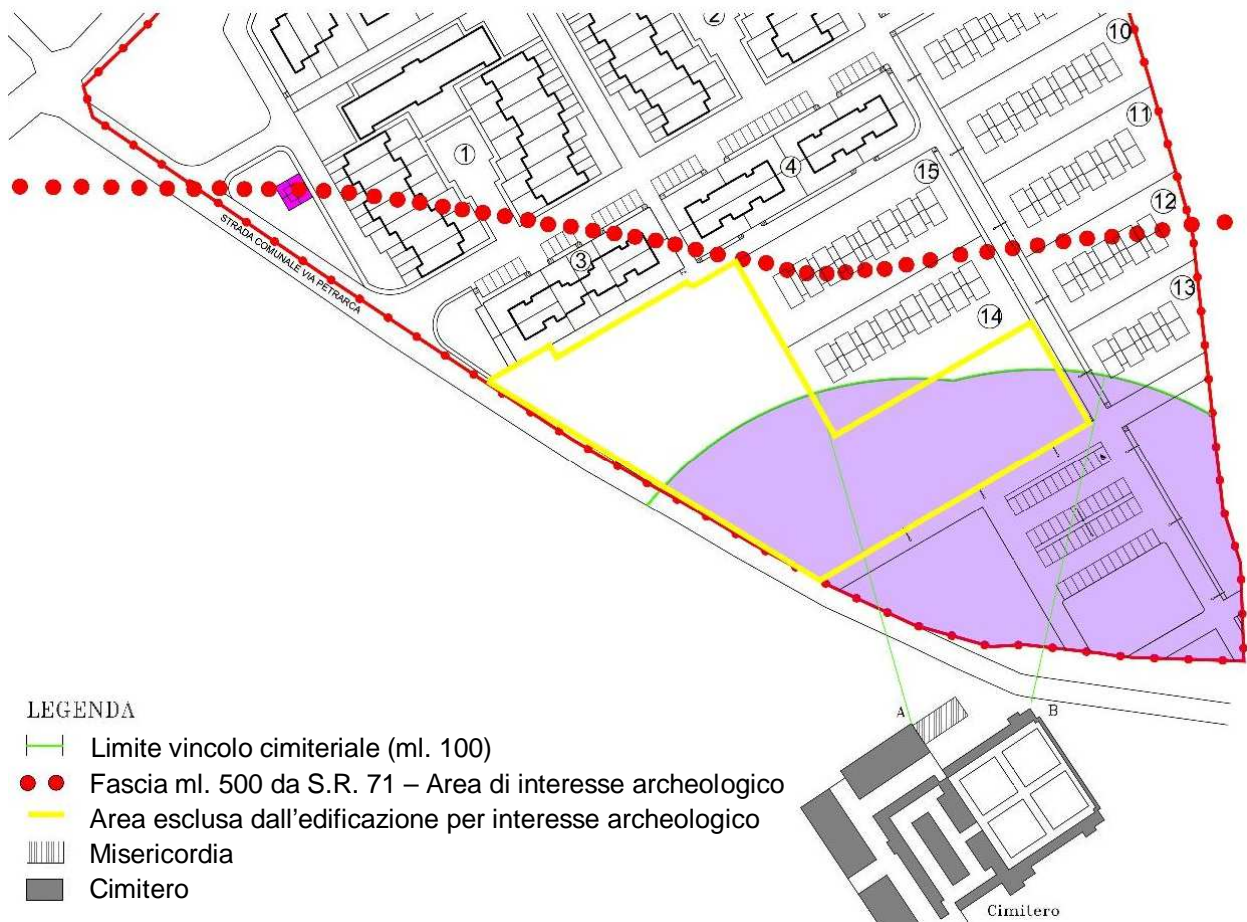 2
10
11
1
4
15
12
STRADA COMUNALE VIA PETRARCA
3
13
14
A
B
LEGENDA
Limite vincolo cimiteriale (ml. 100)
Fascia ml. 500 da S.R. 71 – Area di interesse archeologico
Area esclusa dall'edificazione per interesse archeologico
Misericordia
Cimitero
Cimitero